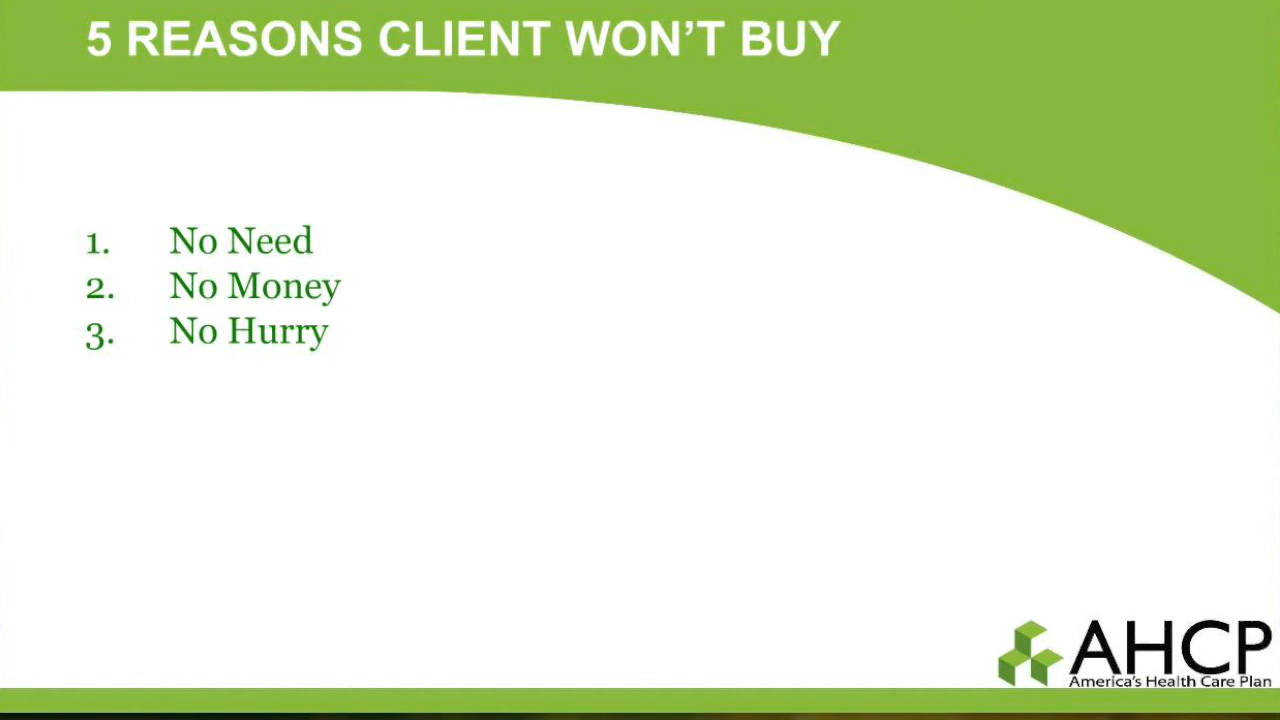 5 REASONS CLIENT WON’T BUY
1. No Need
2. No Money
3. No Hurry
AHCP
America's Health Care Plan